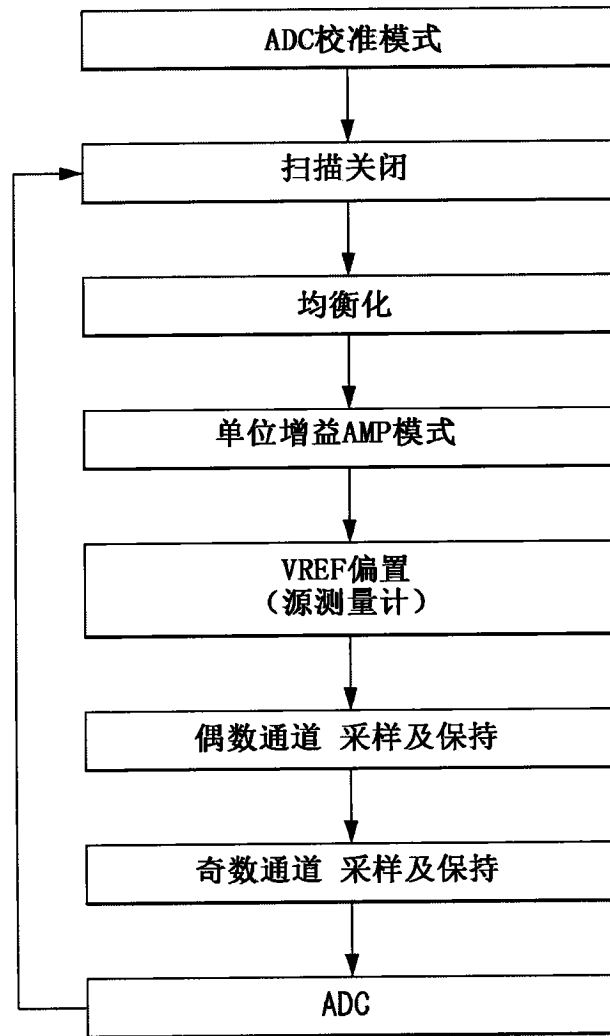 ADC校准模式
扫描关闭
均衡化
单位增益AMP模式
VREF偏置
（源测量计）
偶数通道 采样及保持
奇数通道 采样及保持
ADC